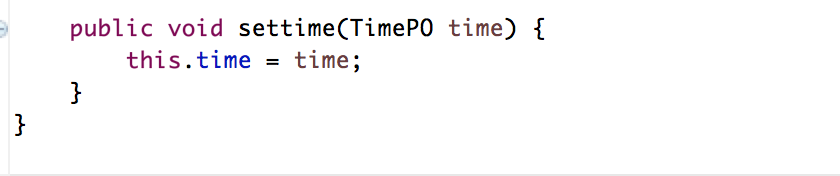 public void settime(TimePO time) {
this.time = time;
}
}